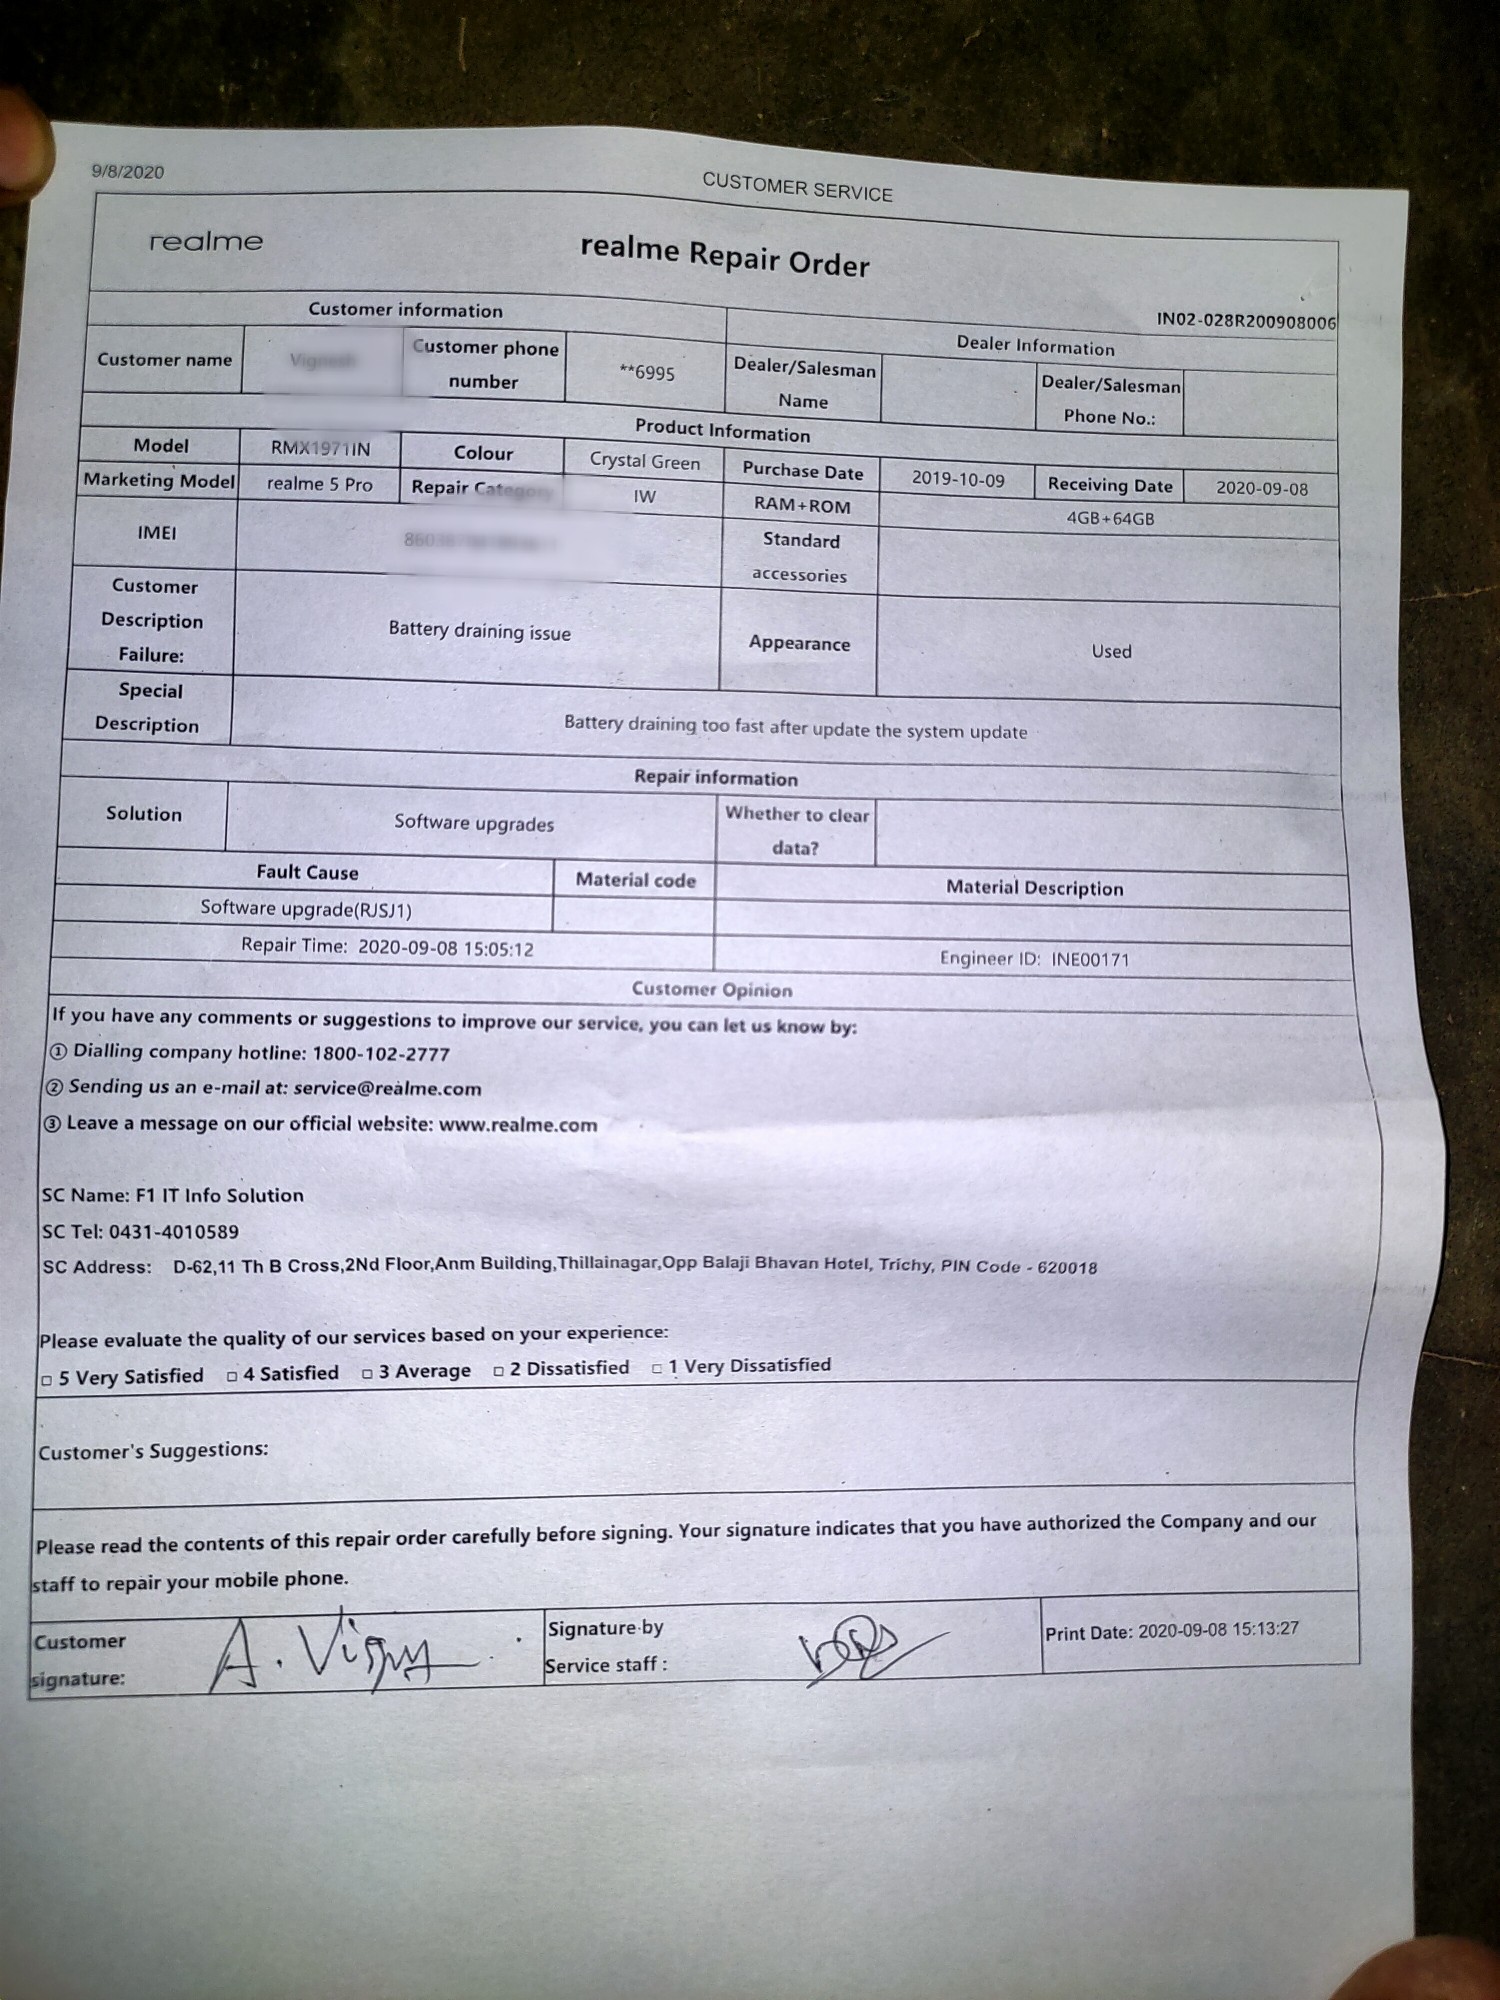 9/8/2020
CUSTOMER SERVICE
realme
realme Repair Order
IN02-028R200908006
Customer information
Dealer Information
Customer name
Customer phone number
**6995
Dealer/Salesman Name
Dealer/Salesman Phone No.:
Product Information
Model RMX1971IN Colour Crystal Green Purchase Date 2019-10-09 Receiving Date 2020-09-08
Marketing Model realme 5 Pro Repair Category IW RAM+ROM 4GB+64GB
IMEI
Standard accessories
Customer Description Failure:
Battery draining issue
Appearance
Used
Special Description
Battery draining too fast after update the system update
Repair information
Solution
Software upgrades
Whether to clear data?
Fault Cause Material code Material Description
Software upgrade(RJSJ1)
Repair Time: 2020-09-08 15:05:12
Engineer ID: INE00171
Customer Opinion
If you have any comments or suggestions to improve our service, you can let us know by:
① Dialling company hotline: 1800-102-2777
② Sending us an e-mail at: service@realme.com
③ Leave a message on our official website: www.realme.com
SC Name: F1 IT Info Solution
SC Tel: 0431-4010589
SC Address: D-62,11 Th B Cross,2Nd Floor,Anm Building,Thillainagar,Opp Balaji Bhavan Hotel, Trichy, PIN Code - 620018
Please evaluate the quality of our services based on your experience:
□ 5 Very Satisfied □ 4 Satisfied □ 3 Average □ 2 Dissatisfied □ 1 Very Dissatisfied
Customer's Suggestions:
Please read the contents of this repair order carefully before signing. Your signature indicates that you have authorized the Company and our
staff to repair your mobile phone.
Customer signature:
Signature by Service staff :
Print Date: 2020-09-08 15:13:27